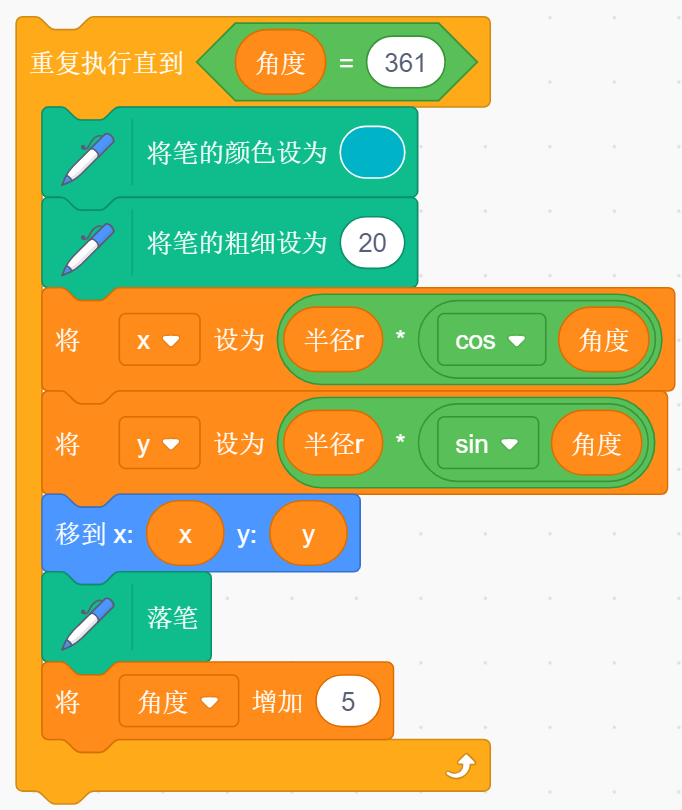 重复执行直到 角度 = 361
将笔的颜色设为
将笔的粗细设为 20
将 x 设为 半径r * cos 角度
将 y 设为 半径r * sin 角度
移到 x: x y: y
落笔
将 角度 增加 5